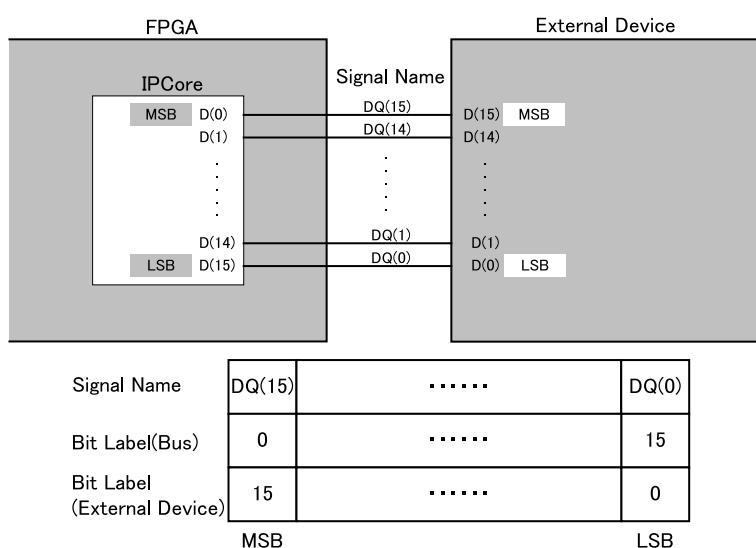 FPGA External Device
IPCore Signal Name
MSB D(0) DQ(15) D(15) MSB
D(1) DQ(14) D(14)
D(14) DQ(1) D(1)
LSB D(15) DQ(0) D(0) LSB
Signal Name DQ(15) ······ DQ(0)
Bit Label(Bus) 0 ······ 15
Bit Label
(External Device) 15 ······ 0
MSB LSB